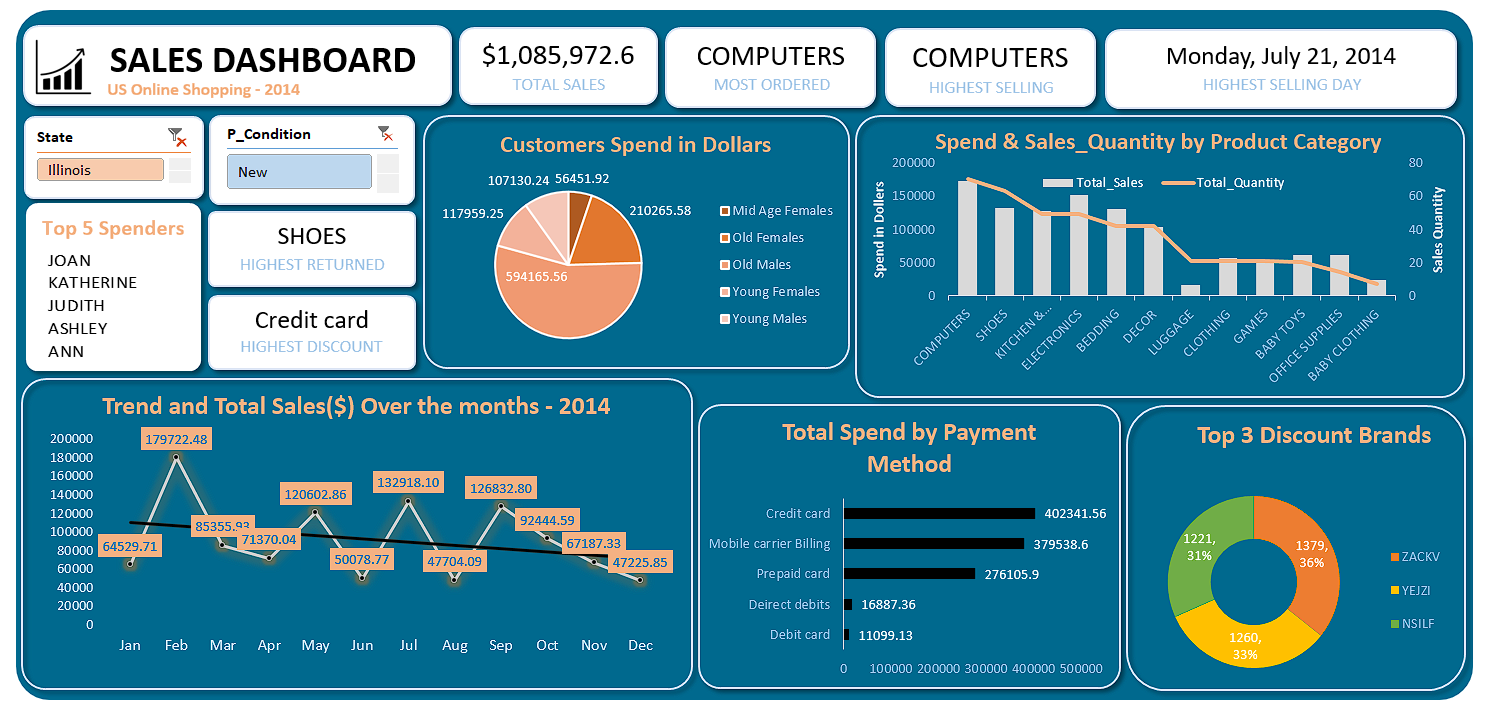 SALES DASHBOARD
US Online Shopping - 2014
$1,085,972.6
TOTAL SALES
COMPUTERS
MOST ORDERED
COMPUTERS
HIGHEST SELLING
Monday, July 21, 2014
HIGHEST SELLING DAY
State
Illinois
P_Condition
New
Top 5 Spenders
JOAN
KATHERINE
JUDITH
ASHLEY
ANN
SHOES
HIGHEST RETURNED
Credit card
HIGHEST DISCOUNT
Customers Spend in Dollars
107130.24 56451.92
117959.25
210265.58
594165.56
Mid Age Females
Old Females
Old Males
Young Females
Young Males
Spend & Sales_Quantity by Product Category
Total_Sales
Total_Quantity
Spend in Dollers
200000
150000
100000
50000
0
80
60
40
20
0
Sales Quantity
COMPUTERS
SHOES
KITCHEN &...
ELECTRONICS
BEDDING
DECOR
LUGGAGE
CLOTHING
GAMES
BABY TOYS
OFFICE SUPPLIES
BABY CLOTHING
Trend and Total Sales($) Over the months - 2014
200000
180000
160000
140000
120000
100000
80000
60000
40000
20000
0
64529.71
179722.48
85355.93
71370.04
120602.86
50078.77
132918.10
47704.09
126832.80
92444.59
67187.33
47225.85
Jan Feb Mar Apr May Jun Jul Aug Sep Oct Nov Dec
Total Spend by Payment
Method
Credit card 402341.56
Mobile carrier Billing 379538.6
Prepaid card 276105.9
Deirect debits 16887.36
Debit card 11099.13
0 100000 200000 300000 400000 500000
Top 3 Discount Brands
1221,
31%
1379,
36%
1260,
33%
ZACKV
YEJZI
NSILF